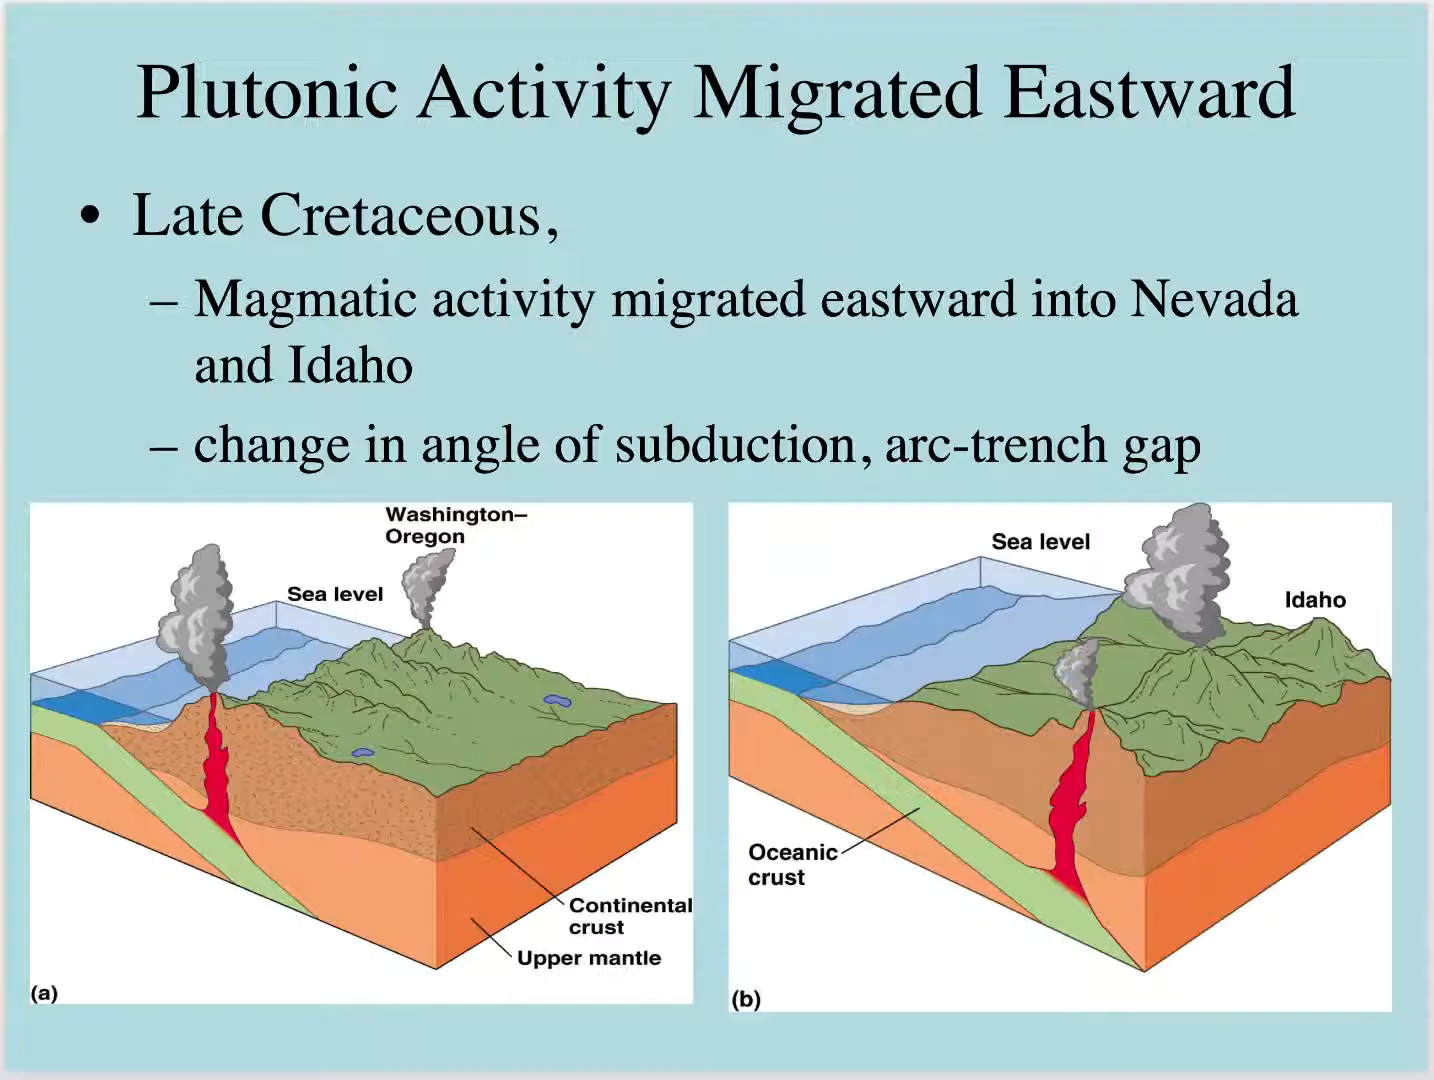 Plutonic Activity Migrated Eastward
• Late Cretaceous,
– Magmatic activity migrated eastward into Nevada
and Idaho
– change in angle of subduction, arc-trench gap
Washington–
Oregon
Sea level
Continental
crust
Upper mantle
(a)
Sea level
Idaho
Oceanic
crust
(b)